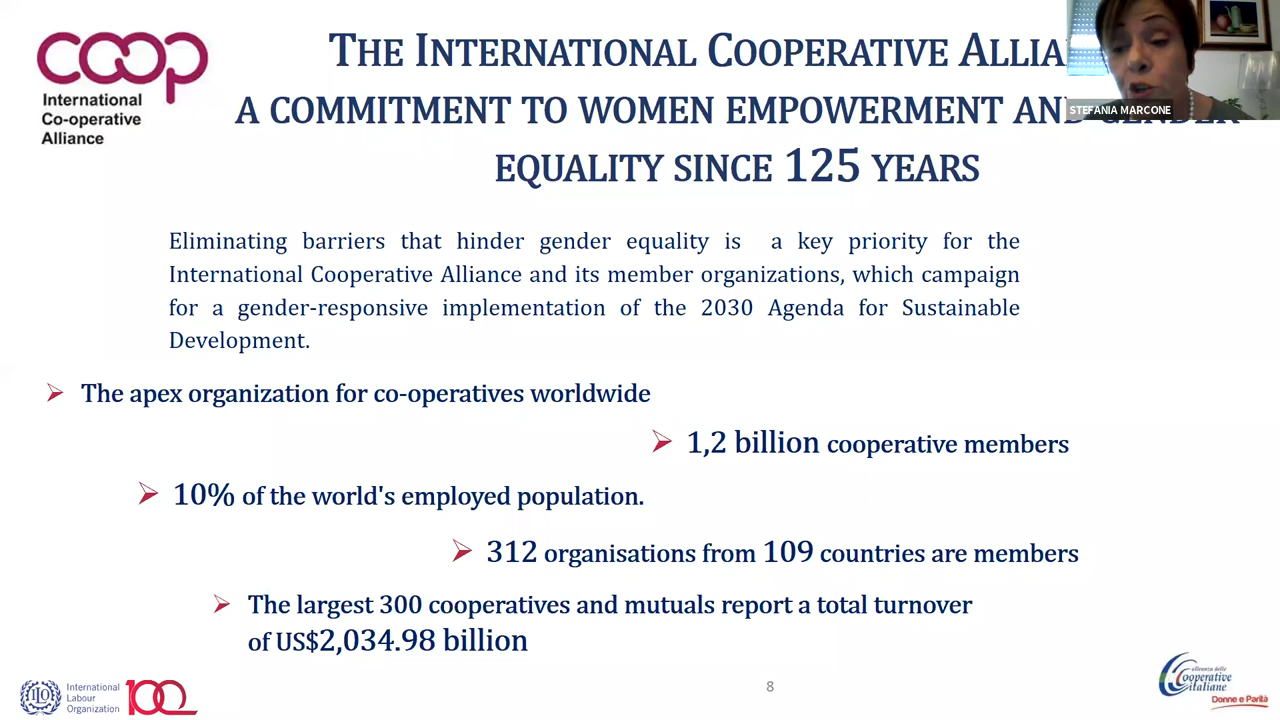 coop
International
Co-operative
Alliance
THE INTERNATIONAL COOPERATIVE
A COMMITMENT TO WOMEN EMPOWERMENT
EQUALITY SINCE 125 YEARS
STEFANIA MARCONE
Eliminating barriers that hinder gender equality is a key priority for the
International Cooperative Alliance and its member organizations, which campaign
for a gender-responsive implementation of the 2030 Agenda for Sustainable
Development.
The apex organization for co-operatives worldwide
1,2 billion cooperative members
10% of the world's employed population.
312 organisations from 109 countries are members
The largest 300 cooperatives and mutuals report a total turnover
of US$2,034.98 billion
ILO
International
Labour
Organization
100
8
alleanza delle
Cooperative
italiane
Donne e Parità